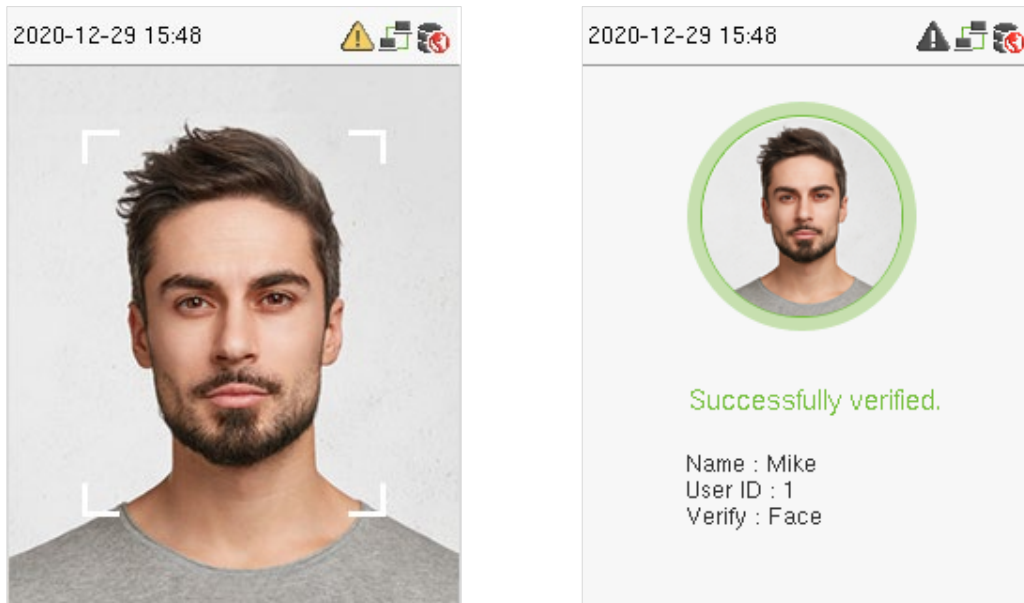 2020-12-29 15:48
2020-12-29 15:48
Successfully verified.
Name : Mike
User ID : 1
Verify : Face